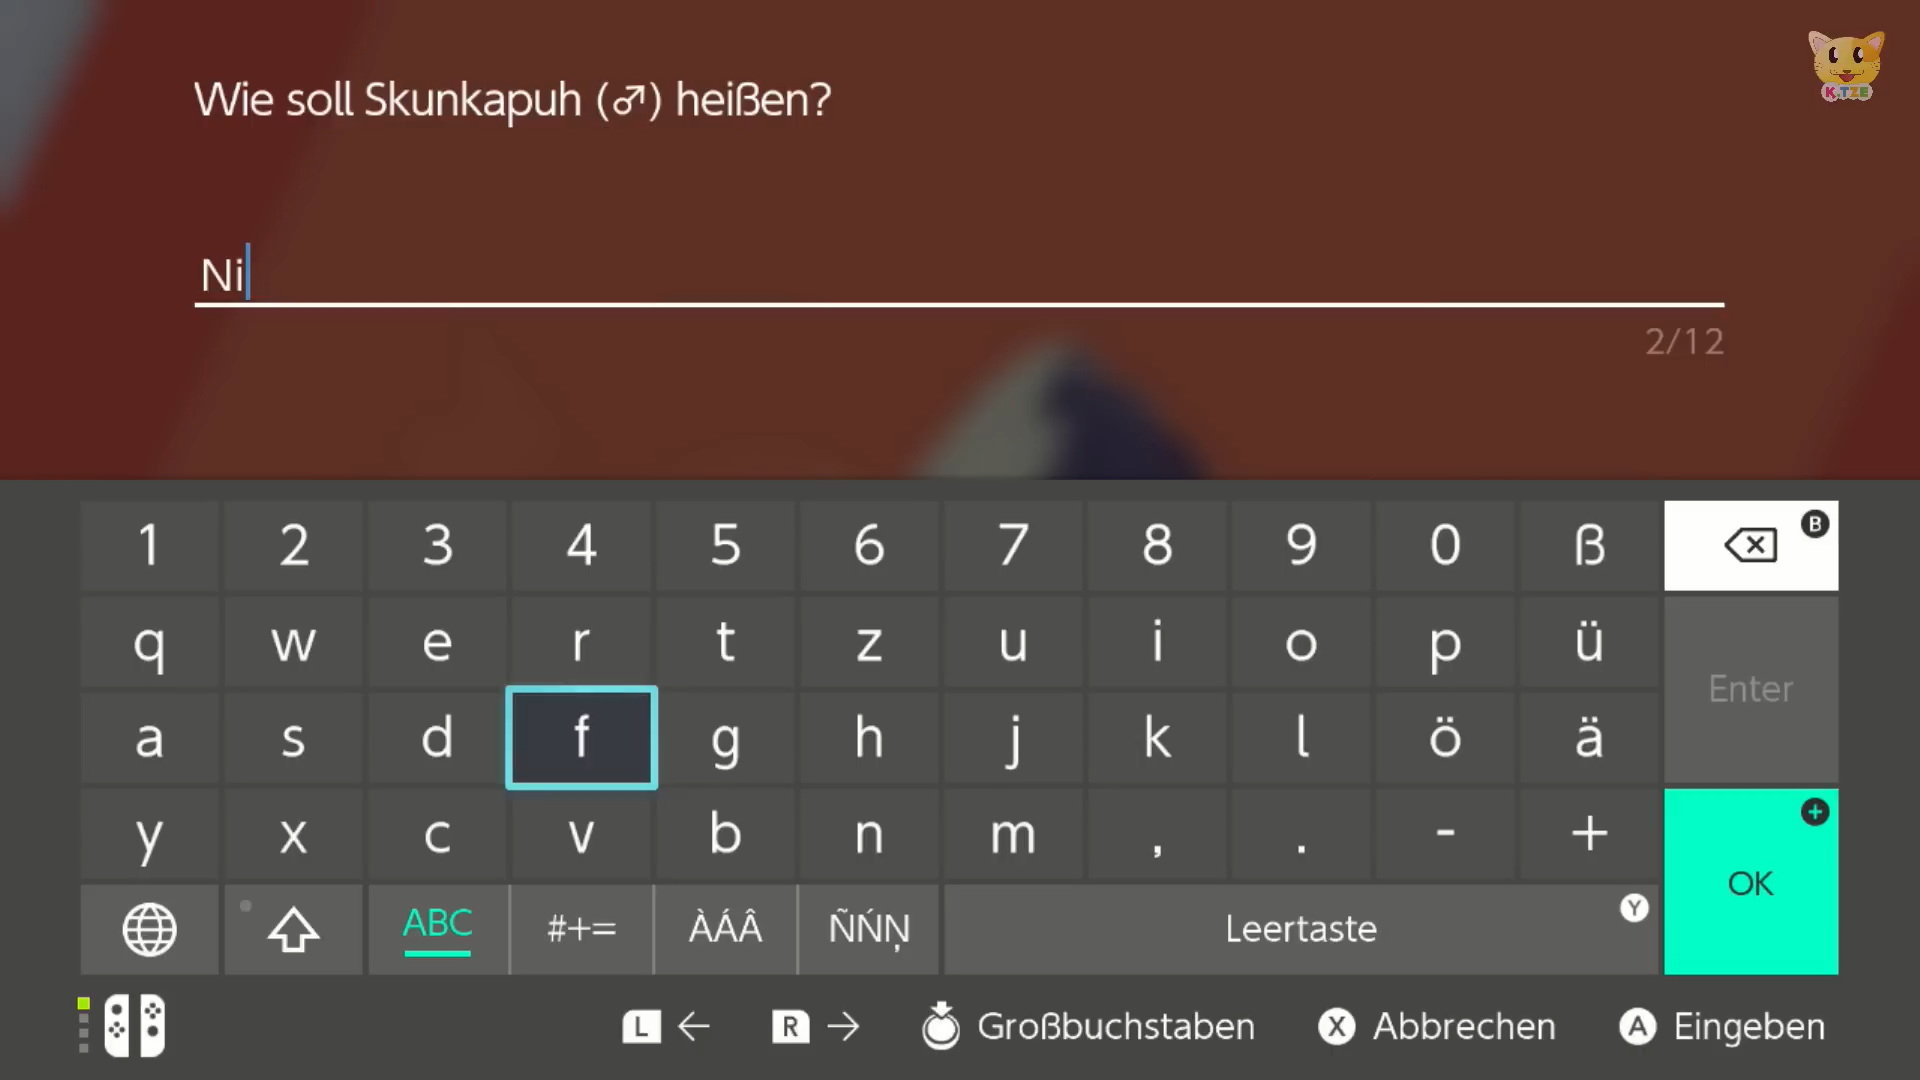 K.TZE
Wie soll Skunkapuh (♂) heißen?
Ni
2/12
1 2 3 4 5 6 7 8 9 0 ß B
q w e r t z u i o p ü
Enter
a s d f g h j k l ö ä
y x c v b n m , . - +
+
OK
ABC #+= ÀÁÂ ÑŃŅ Leertaste Y
L ← R → Großbuchstaben X Abbrechen A Eingeben